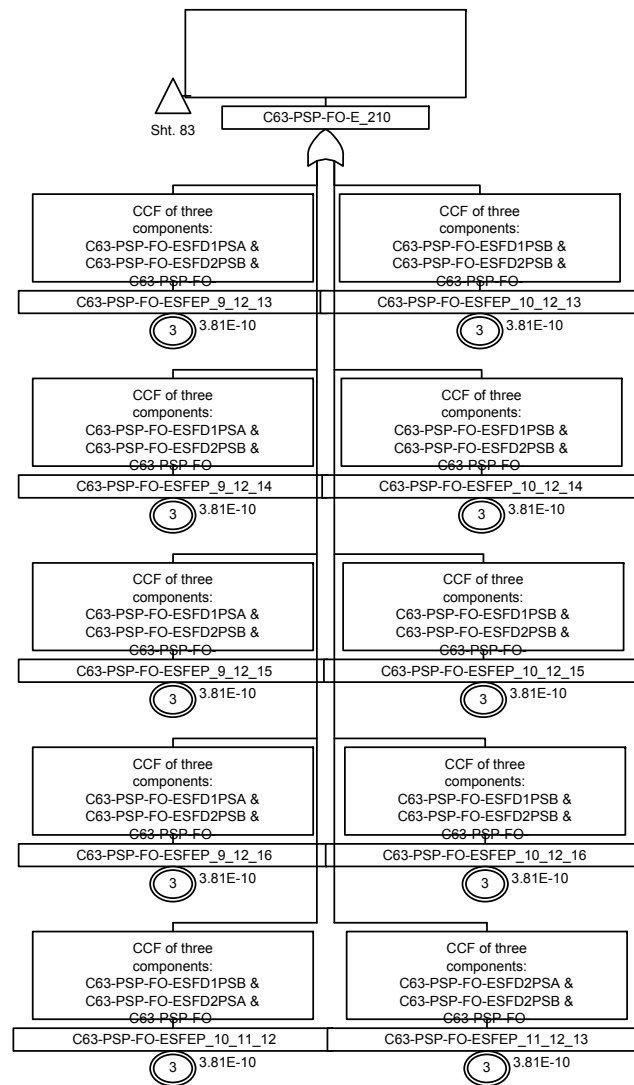 Sht. 83
C63-PSP-FO-E_210
CCF of three
components:
C63-PSP-FO-ESFD1PSA &
C63-PSP-FO-ESFD2PSB &
C63-PSP-FO-
C63-PSP-FO-ESFEP_9_12_13
3
3.81E-10
CCF of three
components:
C63-PSP-FO-ESFD1PSB &
C63-PSP-FO-ESFD2PSB &
C63-PSP-FO-
C63-PSP-FO-ESFEP_10_12_13
3
3.81E-10
CCF of three
components:
C63-PSP-FO-ESFD1PSA &
C63-PSP-FO-ESFD2PSB &
C63-PSP-FO-
C63-PSP-FO-ESFEP_9_12_14
3
3.81E-10
CCF of three
components:
C63-PSP-FO-ESFD1PSB &
C63-PSP-FO-ESFD2PSB &
C63-PSP-FO-
C63-PSP-FO-ESFEP_10_12_14
3
3.81E-10
CCF of three
components:
C63-PSP-FO-ESFD1PSA &
C63-PSP-FO-ESFD2PSB &
C63-PSP-FO-
C63-PSP-FO-ESFEP_9_12_15
3
3.81E-10
CCF of three
components:
C63-PSP-FO-ESFD1PSB &
C63-PSP-FO-ESFD2PSB &
C63-PSP-FO-
C63-PSP-FO-ESFEP_10_12_15
3
3.81E-10
CCF of three
components:
C63-PSP-FO-ESFD1PSA &
C63-PSP-FO-ESFD2PSB &
C63-PSP-FO-
C63-PSP-FO-ESFEP_9_12_16
3
3.81E-10
CCF of three
components:
C63-PSP-FO-ESFD1PSB &
C63-PSP-FO-ESFD2PSB &
C63-PSP-FO-
C63-PSP-FO-ESFEP_10_12_16
3
3.81E-10
CCF of three
components:
C63-PSP-FO-ESFD1PSB &
C63-PSP-FO-ESFD2PSA &
C63-PSP-FO-
C63-PSP-FO-ESFEP_10_11_12
3
3.81E-10
CCF of three
components:
C63-PSP-FO-ESFD2PSA &
C63-PSP-FO-ESFD2PSB &
C63-PSP-FO-
C63-PSP-FO-ESFEP_11_12_13
3
3.81E-10